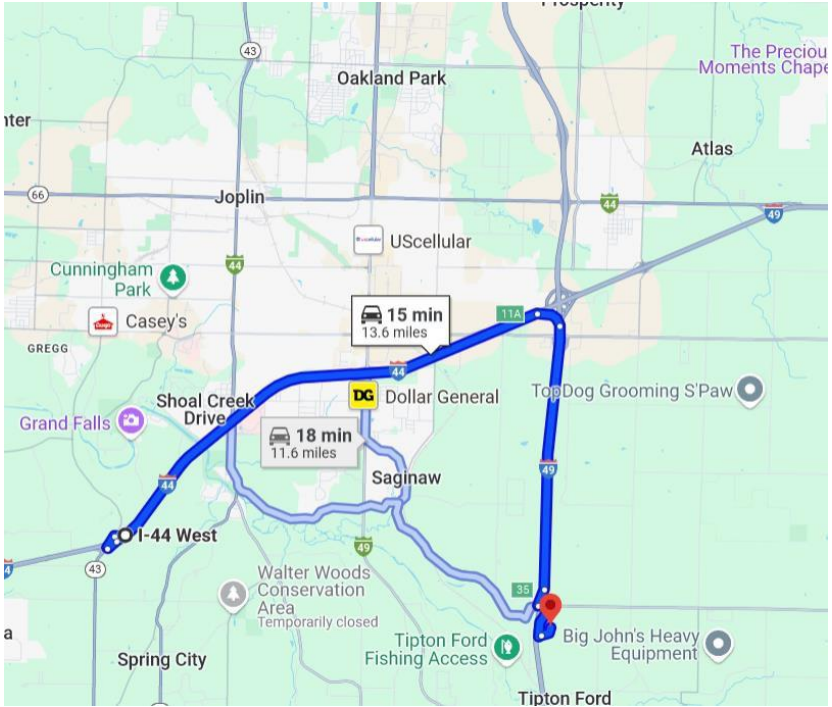 Prosperity
The Preciou
Moments Chape
43
Oakland Park
nter
Atlas
66
Joplin
44
49
UScellular
44
Cunningham
Park
Casey's
GREGG
15 min
13.6 miles
11A
44
Shoal Creek
Drive
DG
Dollar General
TopDog Grooming S'Paw
Grand Falls
18 min
11.6 miles
Saginaw
44
49
I-44 West
44
43
49
Walter Woods
Conservation
Area
Temporarily closed
35
a
Spring City
Tipton Ford
Fishing Access
Big John's Heavy
Equipment
Tipton Ford